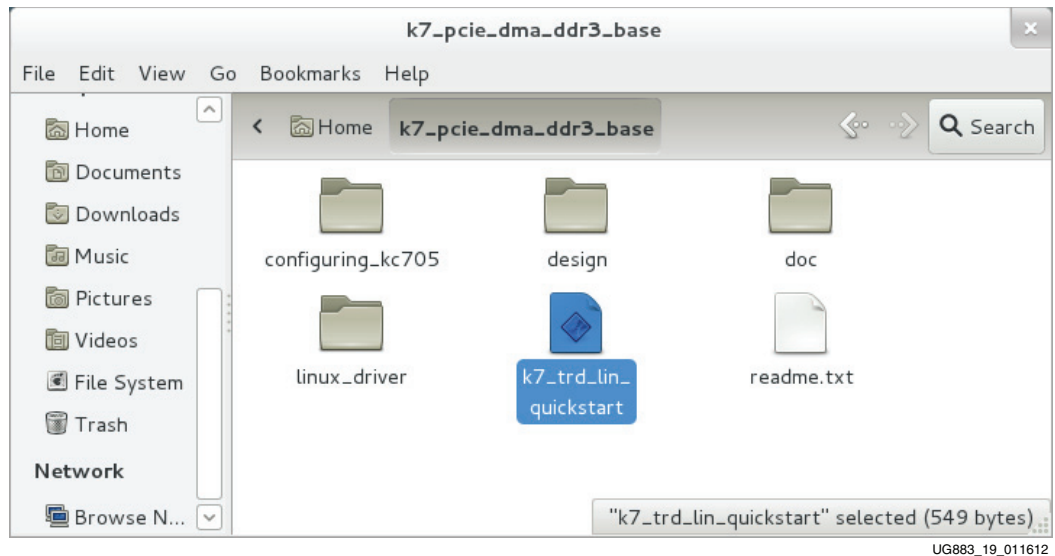 k7_pcie_dma_ddr3_base
File Edit View Go Bookmarks Help
Home
Documents
Downloads
Music
Pictures
Videos
File System
Trash
Network
Browse N...
Home k7_pcie_dma_ddr3_base
Search
configuring_kc705
design
doc
linux_driver
k7_trd_lin_
quickstart
readme.txt
"k7_trd_lin_quickstart" selected (549 bytes)
UG883_19_011612